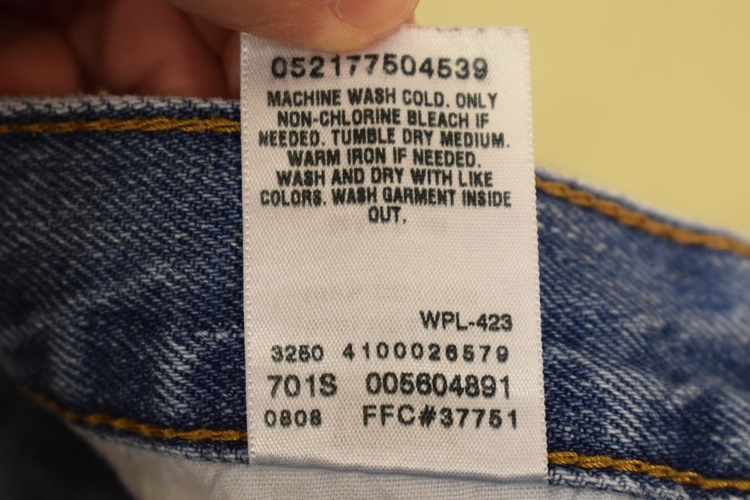 052177504539
MACHINE WASH COLD. ONLY
NON-CHLORINE BLEACH IF
NEEDED. TUMBLE DRY MEDIUM.
WARM IRON IF NEEDED.
WASH AND DRY WITH LIKE
COLORS. WASH GARMENT INSIDE
OUT.
WPL-423
3250 4100026579
701S 005604891
0808 FFC#37751